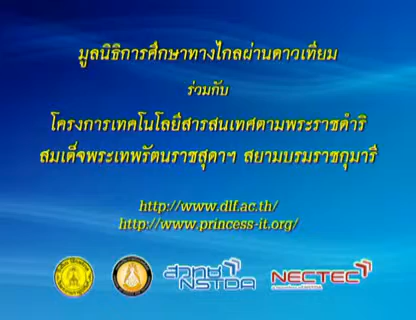 มูลนิธิการศึกษาทางไกลผ่านดาวเทียม
ร่วมกับ
โครงการเทคโนโลยีสารสนเทศตามพระราชดำริ
สมเด็จพระเทพรัตนราชสุดาฯ สยามบรมราชกุมารี
http://www.dlf.ac.th/
http://www.princess-it.org/
สวทช
NSTDA
NECTEC